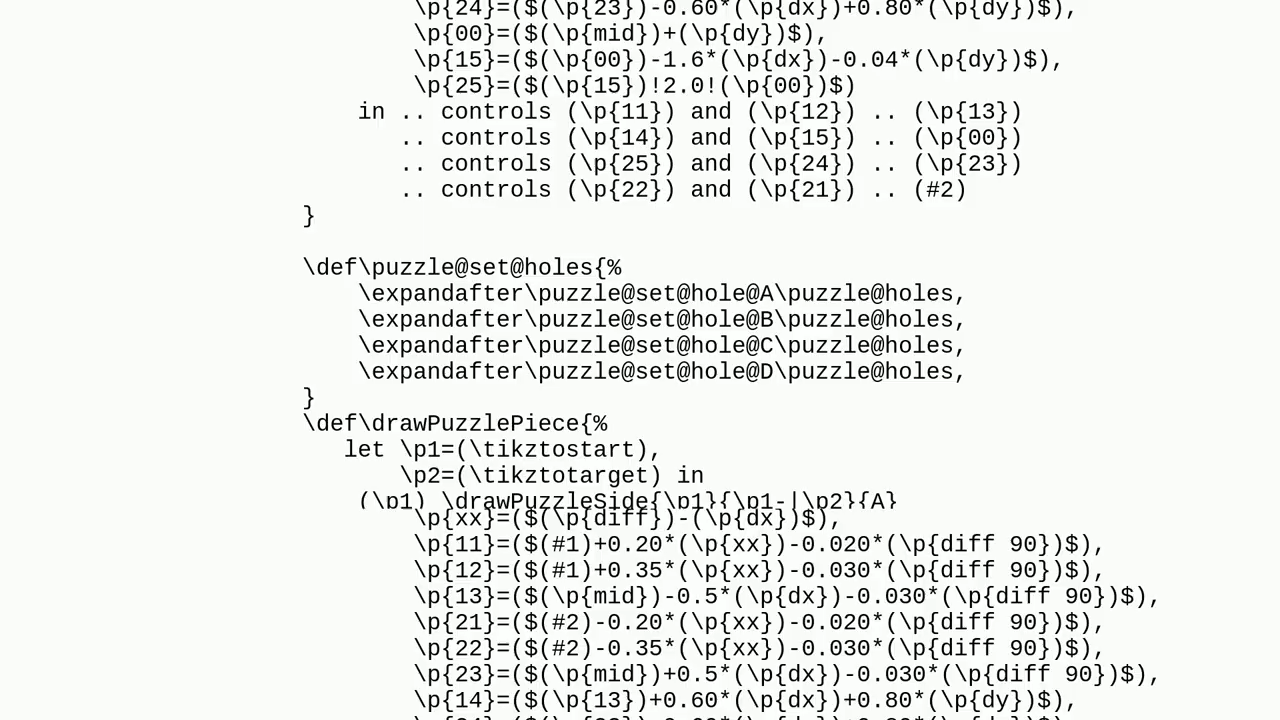 \p{24}=($(\p{23})-0.60*(\p{dx})+0.80*(\p{dy})$),
\p{00}=($(\p{mid})+(\p{dy})$),
\p{15}=($(\p{00})-1.6*(\p{dx})-0.04*(\p{dy})$),
\p{25}=($(\p{15})!2.0!(\p{00})$)
in .. controls (\p{11}) and (\p{12}) .. (\p{13})
.. controls (\p{14}) and (\p{15}) .. (\p{00})
.. controls (\p{25}) and (\p{24}) .. (\p{23})
.. controls (\p{22}) and (\p{21}) .. (#2)
}
\def\puzzle@set@holes{%
\expandafter\puzzle@set@hole@A\puzzle@holes,
\expandafter\puzzle@set@hole@B\puzzle@holes,
\expandafter\puzzle@set@hole@C\puzzle@holes,
\expandafter\puzzle@set@hole@D\puzzle@holes,
}
\def\drawPuzzlePiece{%
let \p1=(\tikztostart),
\p2=(\tikztotarget) in
(\p1) \drawPuzzleSide{\p1}{\p1-|\p2}{A}
\p{xx}=($(\p{diff})-(\p{dx})$),
\p{11}=($(#1)+0.20*(\p{xx})-0.020*(\p{diff 90})$),
\p{12}=($(#1)+0.35*(\p{xx})-0.030*(\p{diff 90})$),
\p{13}=($(\p{mid})-0.5*(\p{dx})-0.030*(\p{diff 90})$),
\p{21}=($(#2)-0.20*(\p{xx})-0.020*(\p{diff 90})$),
\p{22}=($(#2)-0.35*(\p{xx})-0.030*(\p{diff 90})$),
\p{23}=($(\p{mid})+0.5*(\p{dx})-0.030*(\p{diff 90})$),
\p{14}=($(\p{13})+0.60*(\p{dx})+0.80*(\p{dy})$),